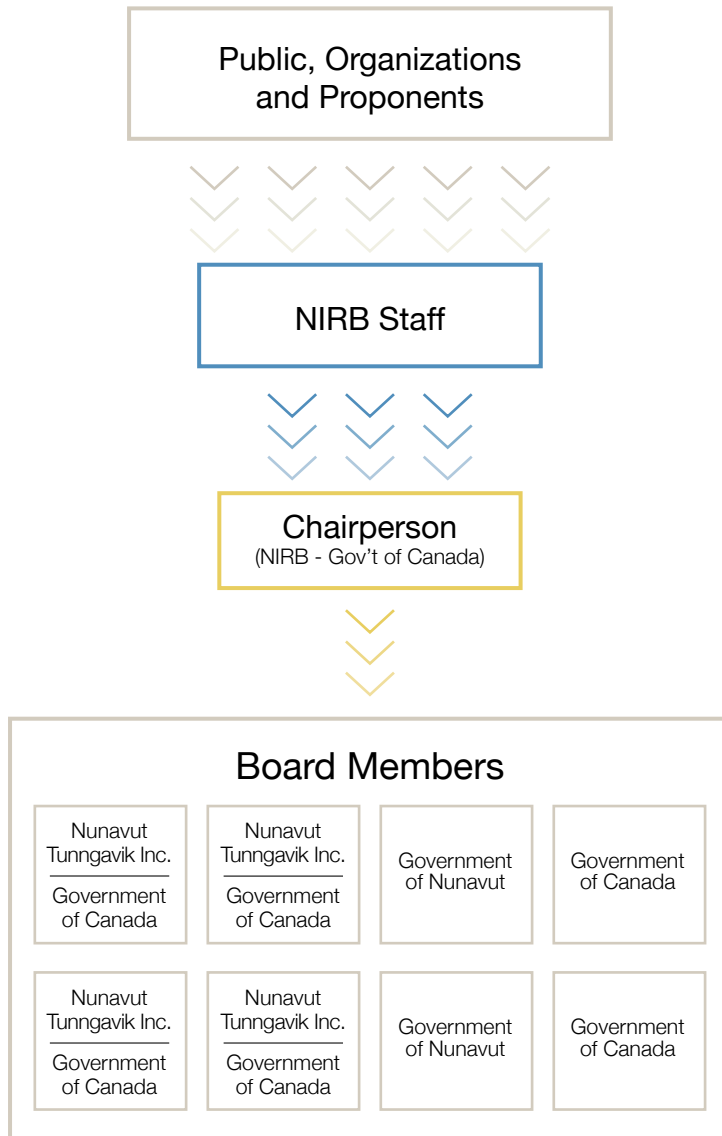 Public, Organizations
and Proponents
NIRB Staff
Chairperson
(NIRB - Gov’t of Canada)
Board Members
Nunavut
Tunngavik Inc.
Government
of Canada
Nunavut
Tunngavik Inc.
Government
of Canada
Government
of Nunavut
Government
of Canada
Nunavut
Tunngavik Inc.
Government
of Canada
Nunavut
Tunngavik Inc.
Government
of Canada
Government
of Nunavut
Government
of Canada